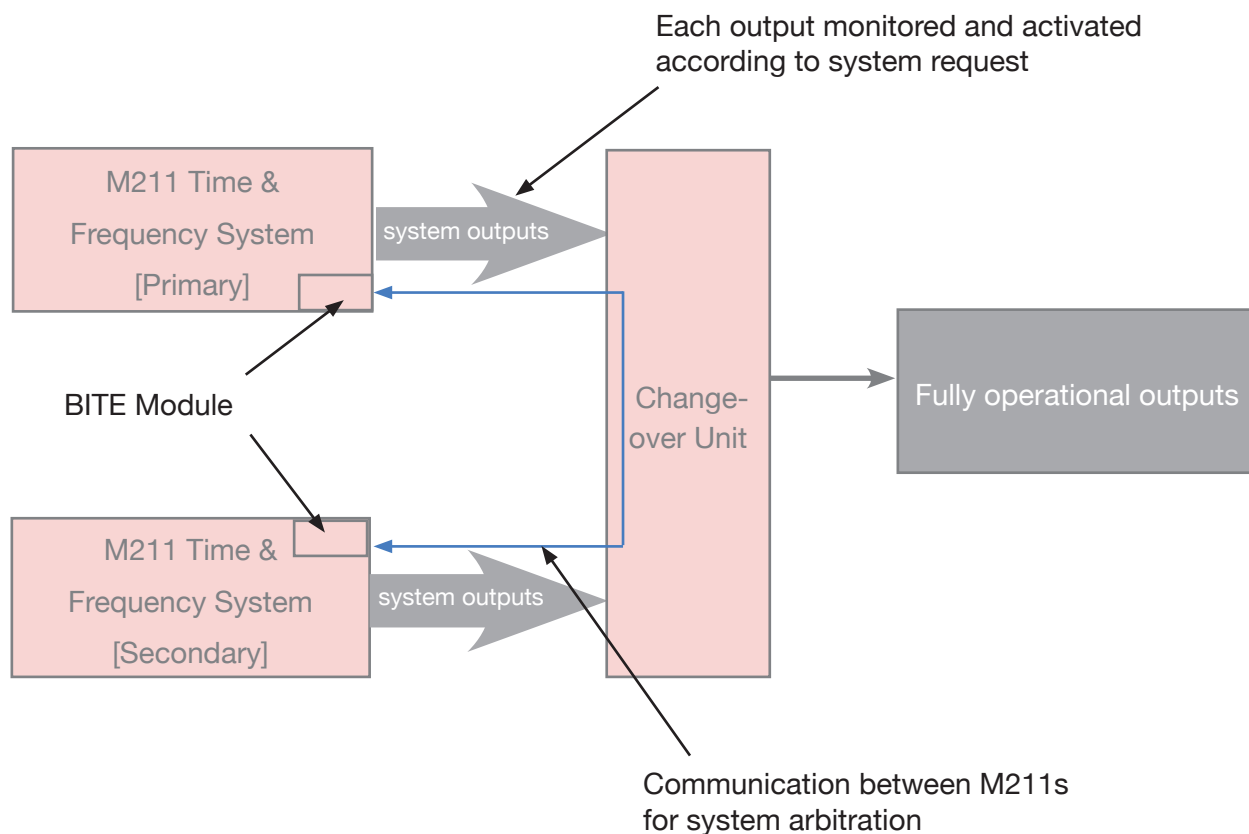 Each output monitored and activated
according to system request
M211 Time &
Frequency System
[Primary]
system outputs
BITE Module
Change-
over Unit
Fully operational outputs
M211 Time &
Frequency System
[Secondary]
system outputs
Communication between M211s
for system arbitration